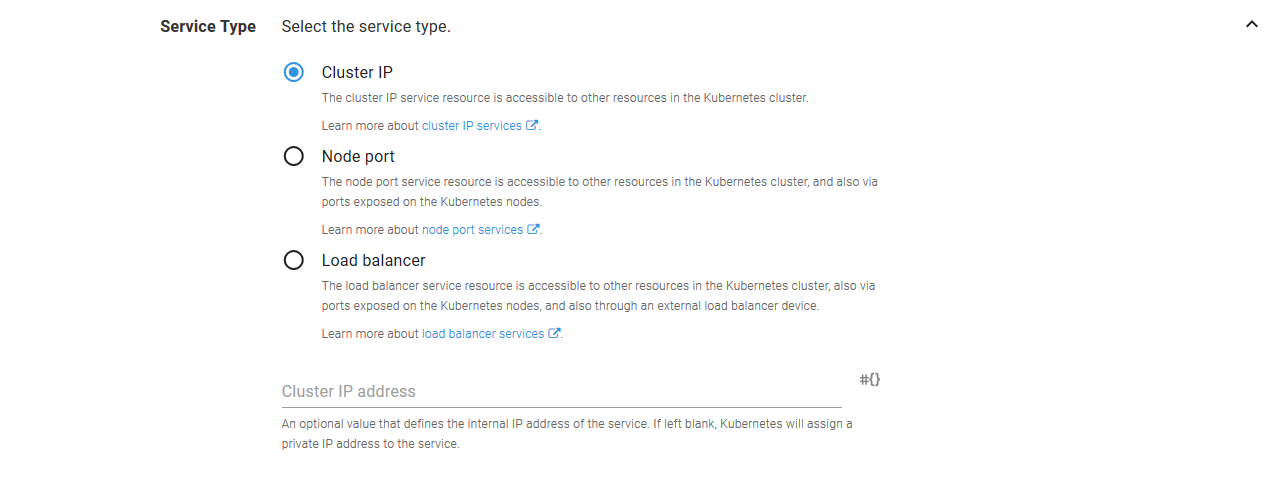 Service Type Select the service type.
Cluster IP
The cluster IP service resource is accessible to other resources in the Kubernetes cluster.
Learn more about cluster IP services.
Node port
The node port service resource is accessible to other resources in the Kubernetes cluster, and also via
ports exposed on the Kubernetes nodes.
Learn more about node port services.
Load balancer
The load balancer service resource is accessible to other resources in the Kubernetes cluster, also via
ports exposed on the Kubernetes nodes, and also through an external load balancer device.
Learn more about load balancer services.
#{}
Cluster IP address
An optional value that defines the internal IP address of the service. If left blank, Kubernetes will assign a
private IP address to the service.